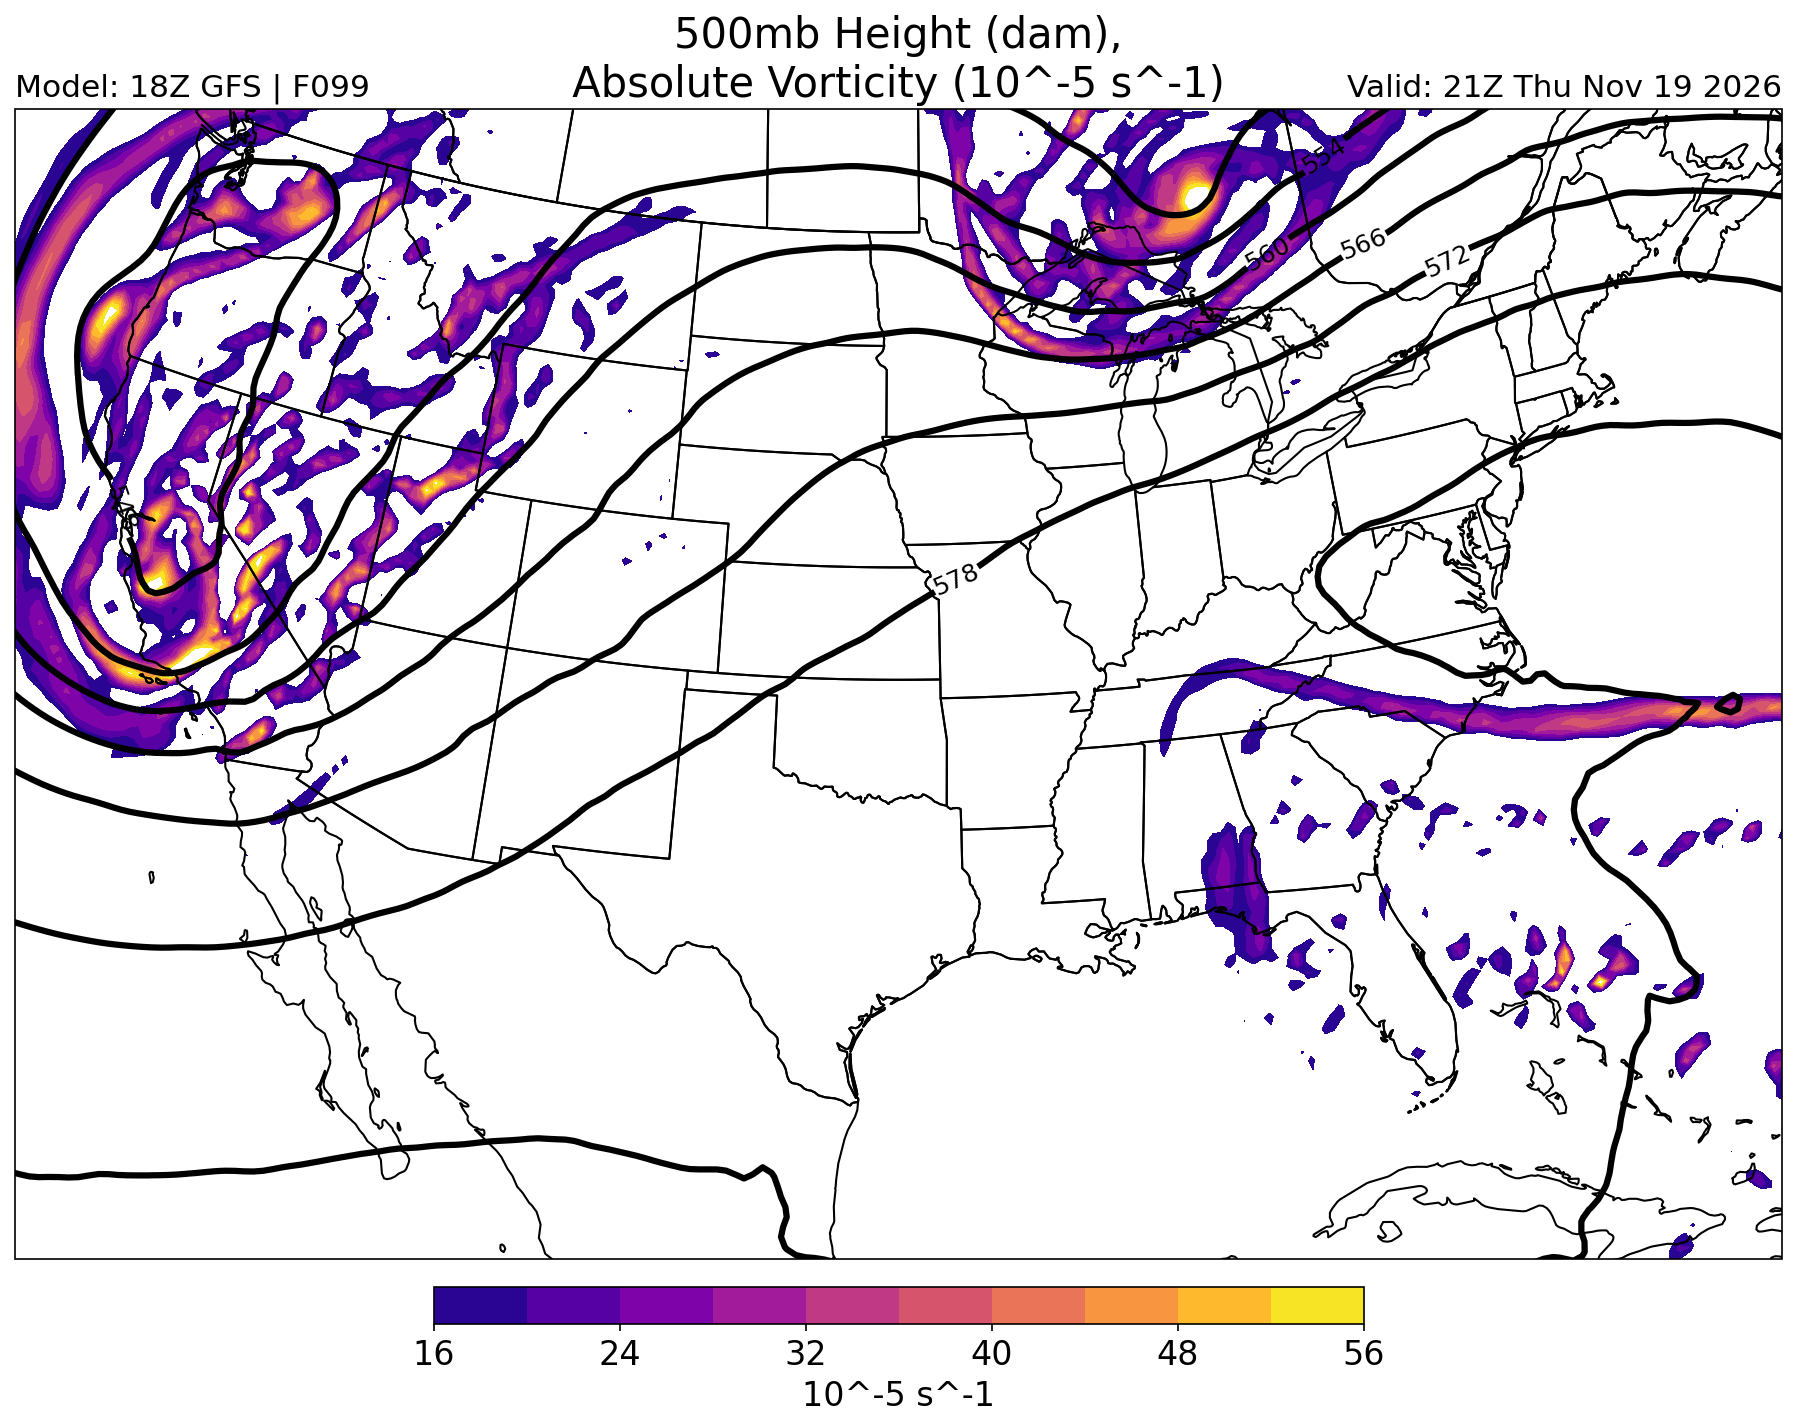 500mb Height (dam),
Absolute Vorticity (10^-5 s^-1)
Model: 18Z GFS | F099
Valid: 21Z Thu Nov 19 2026
554
560
566
572
578
16 24 32 40 48 56
10^-5 s^-1